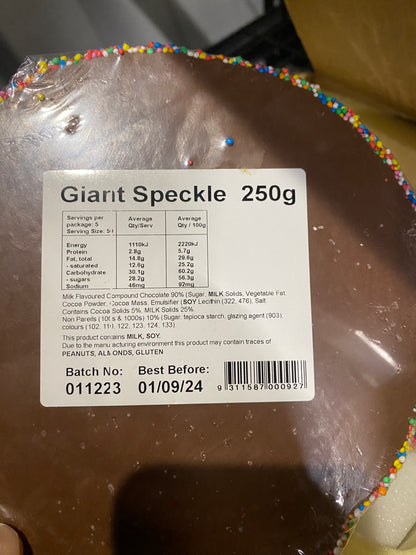 Giant Speckle 250g
Servings per package: 5
Serving Size: 5
Average Qty/Serv
Average Qty / 100g
Energy 1110kJ 2220kJ
Protein 2.8g 5.7g
Fat, total 14.8g 29.6g
- saturated 12.6g 25.2g
Carbohydrate 30.1g 60.2g
- sugars 28.2g 56.3g
Sodium 46mg 92mg
Milk Flavoured Compound Chocolate 90% (Sugar, MILK Solids, Vegetable Fat,
Cocoa Powder, Cocoa Mass, Emulsifier (SOY Lecithin (322, 476), Salt
Contains Cocoa Solids 5%, MILK Solids 25%.
Non Pareils (100s & 1000s) 10% (Sugar, tapioca starch, glazing agent (903),
colours (102, 110, 122, 123, 124, 133)
This product contains MILK, SOY.
Due to the manufacturing environment this product may contain traces of
PEANUTS, ALMONDS, GLUTEN
Batch No: Best Before:
011223 01/09/24
9 311587 000927